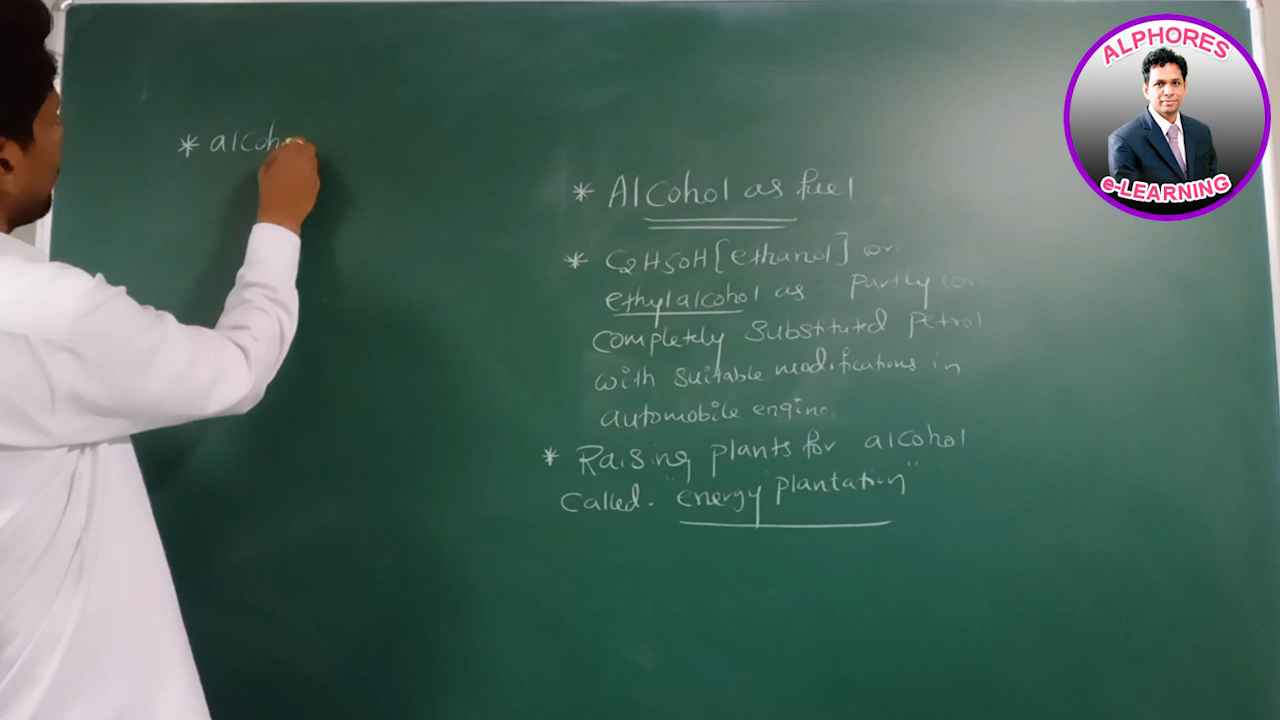 * alcoho
* Alcohol as fuel
* C2H5OH [ethanol] or
ethylalcohol as partly (or
completely substituted petrol
with suitable modifications in
automobile engine
* Raising plants for alcohol
called. "energy plantation"
ALPHORES
e-LEARNING